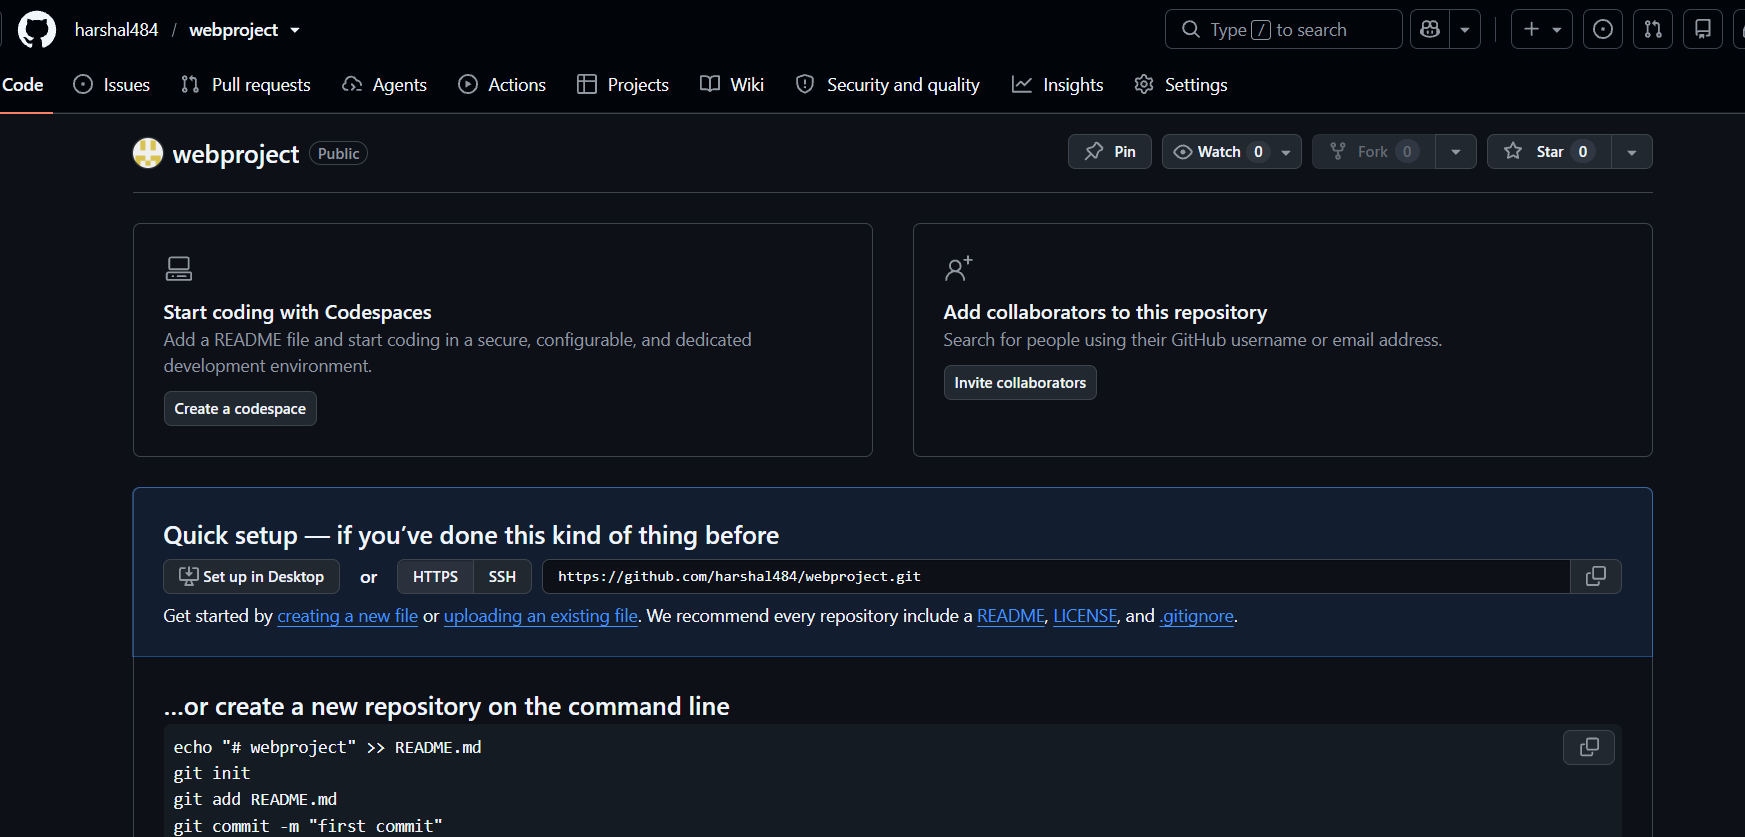 harshal484 / webproject
Type / to search
Code Issues Pull requests Agents Actions Projects Wiki Security and quality Insights Settings
webproject Public
Pin Watch 0 Fork 0 Star 0
Start coding with Codespaces
Add a README file and start coding in a secure, configurable, and dedicated
development environment.
Create a codespace
Add collaborators to this repository
Search for people using their GitHub username or email address.
Invite collaborators
Quick setup — if you’ve done this kind of thing before
Set up in Desktop or HTTPS SSH https://github.com/harshal484/webproject.git
Get started by creating a new file or uploading an existing file. We recommend every repository include a README, LICENSE, and .gitignore.
…or create a new repository on the command line
echo "# webproject" >> README.md
git init
git add README.md
git commit -m "first commit"